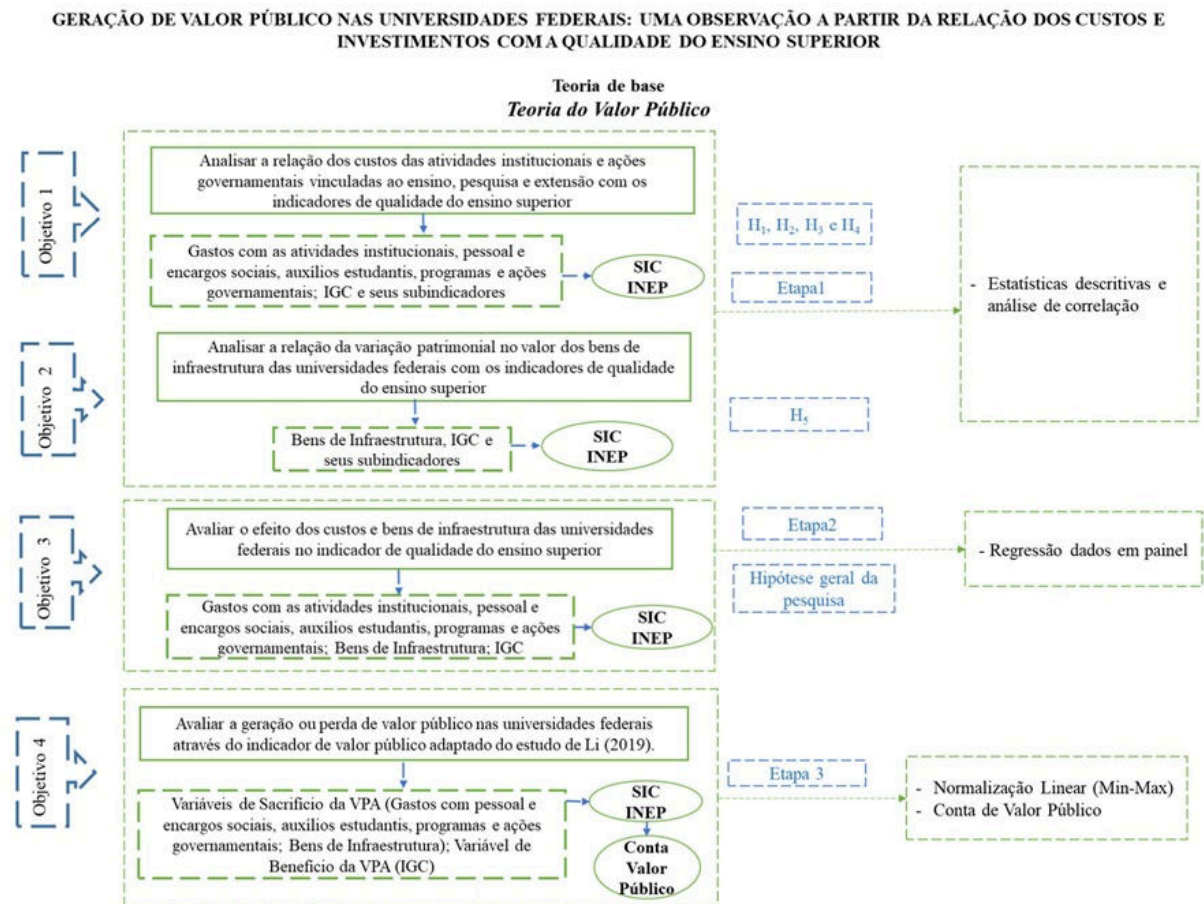 GERAÇÃO DE VALOR PÚBLICO NAS UNIVERSIDADES FEDERAIS: UMA OBSERVAÇÃO A PARTIR DA RELAÇÃO DOS CUSTOS E
INVESTIMENTOS COM A QUALIDADE DO ENSINO SUPERIOR
Teoria de base
Teoria do Valor Público
Objetivo 1
Analisar a relação dos custos das atividades institucionais e ações
governamentais vinculadas ao ensino, pesquisa e extensão com os
indicadores de qualidade do ensino superior
Gastos com as atividades institucionais, pessoal e
encargos sociais, auxílios estudantis, programas e ações
governamentais; IGC e seus subindicadores
SIC
INEP
H1, H2, H3 e H4
Etapa1
- Estatísticas descritivas e
análise de correlação
Objetivo 2
Analisar a relação da variação patrimonial no valor dos bens de
infraestrutura das universidades federais com os indicadores de qualidade
do ensino superior
Bens de Infraestrutura, IGC e
seus subindicadores
SIC
INEP
H5
Objetivo 3
Avaliar o efeito dos custos e bens de infraestrutura das universidades
federais no indicador de qualidade do ensino superior
Gastos com as atividades institucionais, pessoal e
encargos sociais, auxilios estudantis, programas e ações
governamentais; Bens de Infraestrutura; IGC
SIC
INEP
Etapa2
Hipótese geral da
pesquisa
- Regressão dados em painel
Objetivo 4
Avaliar a geração ou perda de valor público nas universidades federais
através do indicador de valor público adaptado do estudo de Li (2019).
Variáveis de Sacrificio da VPA (Gastos com pessoal e
encargos sociais, auxilios estudantis, programas e ações
governamentais; Bens de Infraestrutura); Variável de
Beneficio da VPA (IGC)
SIC
INEP
Conta
Valor
Público
Etapa 3
- Normalização Linear (Min-Max)
- Conta de Valor Público